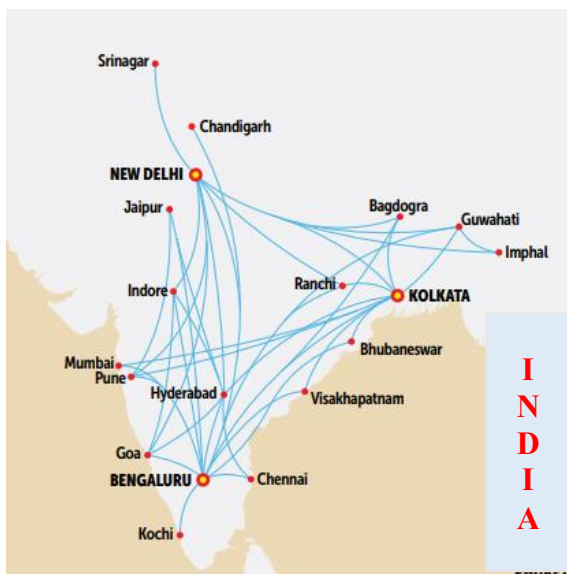 Srinagar
Chandigarh
NEW DELHI
Jaipur
Bagdogra
Guwahati
Imphal
Indore
Ranchi
KOLKATA
Bhubaneswar
Mumbai
Pune
Hyderabad
Visakhapatnam
Goa
BENGALURU
Chennai
Kochi
I
N
D
I
A